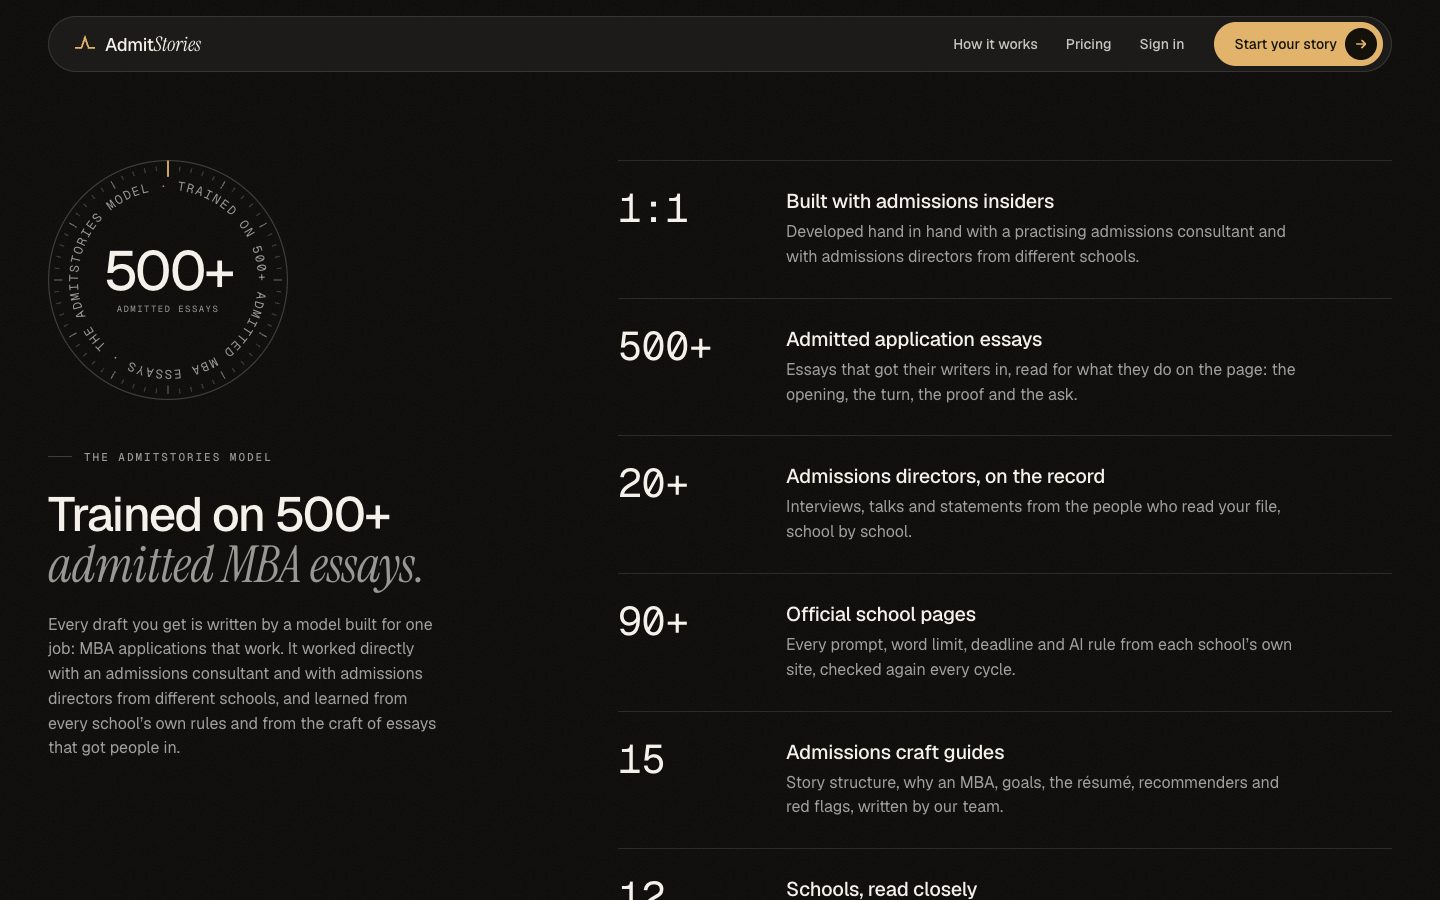 AdmitStories
How it works
Pricing
Sign in
Start your story
· TRAINED ON 500+ ADMITTED MBA ESSAYS · THE ADMITSTORIES MODEL
500+
ADMITTED ESSAYS
THE ADMITSTORIES MODEL
Trained on 500+
admitted MBA essays.
Every draft you get is written by a model built for one
job: MBA applications that work. It worked directly
with an admissions consultant and with admissions
directors from different schools, and learned from
every school’s own rules and from the craft of essays
that got people in.
1:1
Built with admissions insiders
Developed hand in hand with a practising admissions consultant and
with admissions directors from different schools.
500+
Admitted application essays
Essays that got their writers in, read for what they do on the page: the
opening, the turn, the proof and the ask.
20+
Admissions directors, on the record
Interviews, talks and statements from the people who read your file,
school by school.
90+
Official school pages
Every prompt, word limit, deadline and AI rule from each school’s own
site, checked again every cycle.
15
Admissions craft guides
Story structure, why an MBA, goals, the résumé, recommenders and
red flags, written by our team.
12
Schools, read closely